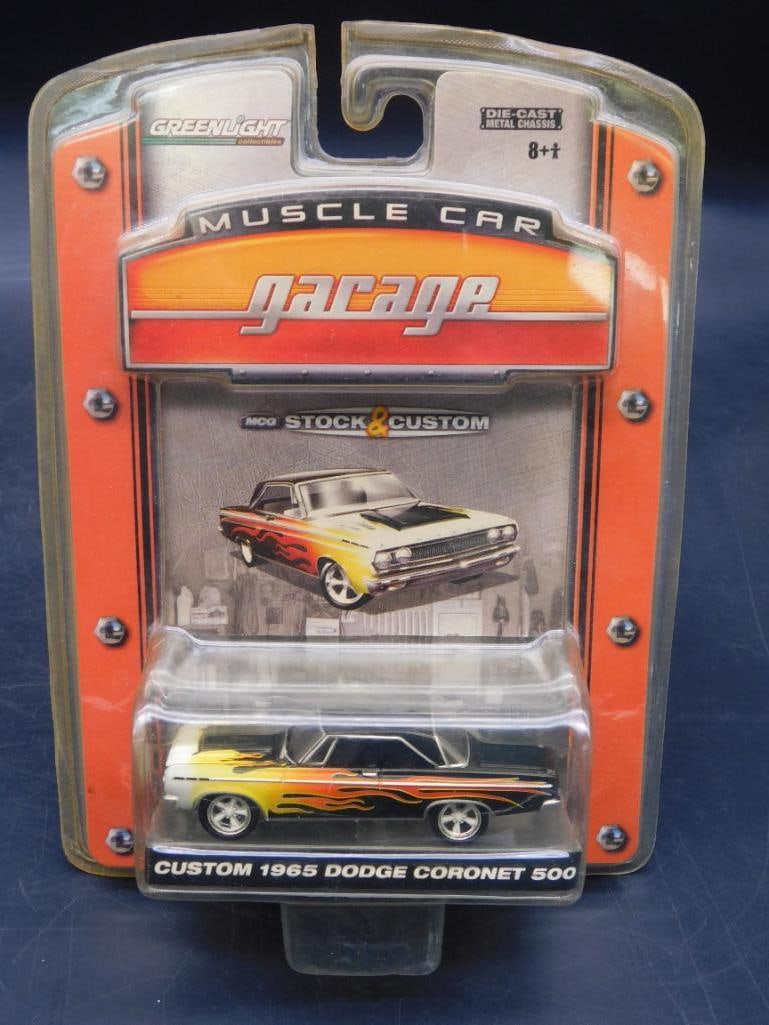 GREENLIGHT
collectibles
DIE-CAST
METAL CHASSIS
8+
MUSCLE CAR
garage
MCG STOCK & CUSTOM
CUSTOM 1965 DODGE CORONET 500